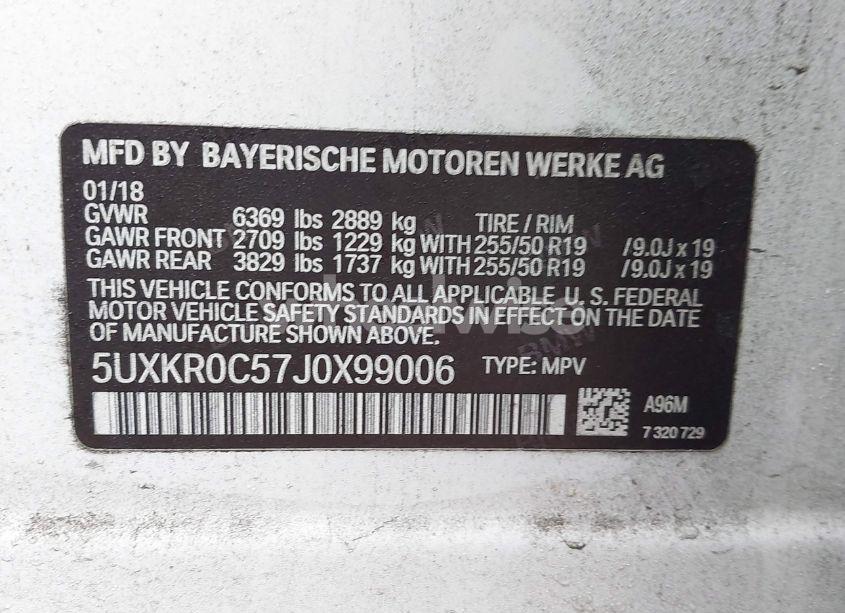 MFD BY BAYERISCHE MOTOREN WERKE AG
01/18
GVWR 6369 lbs 2889 kg TIRE / RIM
GAWR FRONT 2709 lbs 1229 kg WITH 255/50 R19 /9.0J x 19
GAWR REAR 3829 lbs 1737 kg WITH 255/50 R19 /9.0J x 19
THIS VEHICLE CONFORMS TO ALL APPLICABLE U. S. FEDERAL
MOTOR VEHICLE SAFETY STANDARDS IN EFFECT ON THE DATE
OF MANUFACTURE SHOWN ABOVE.
5UXKR0C57J0X99006 TYPE: MPV
A96M
7 320 729